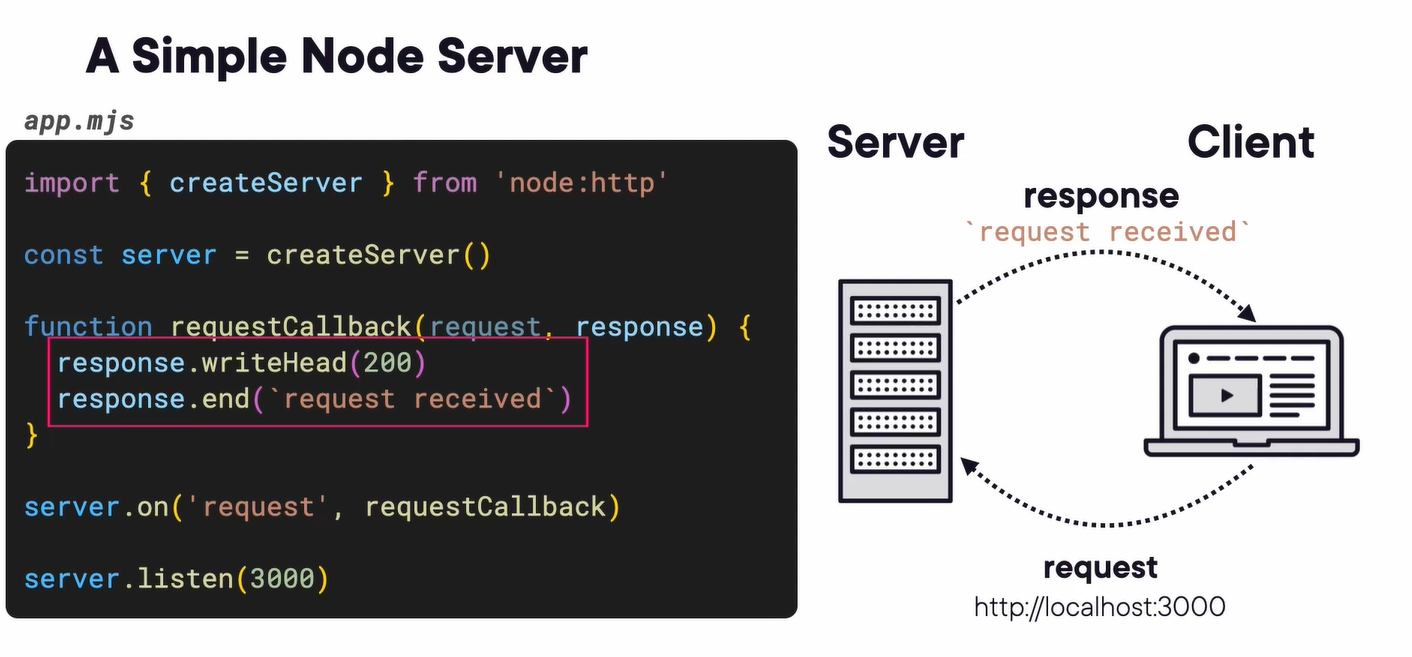 A Simple Node Server
app.mjs
import { createServer } from 'node:http'
const server = createServer()
function requestCallback(request, response) {
response.writeHead(200)
response.end(`request received`)
}
server.on('request', requestCallback)
server.listen(3000)
Server
Client
response
`request received`
request
http://localhost:3000